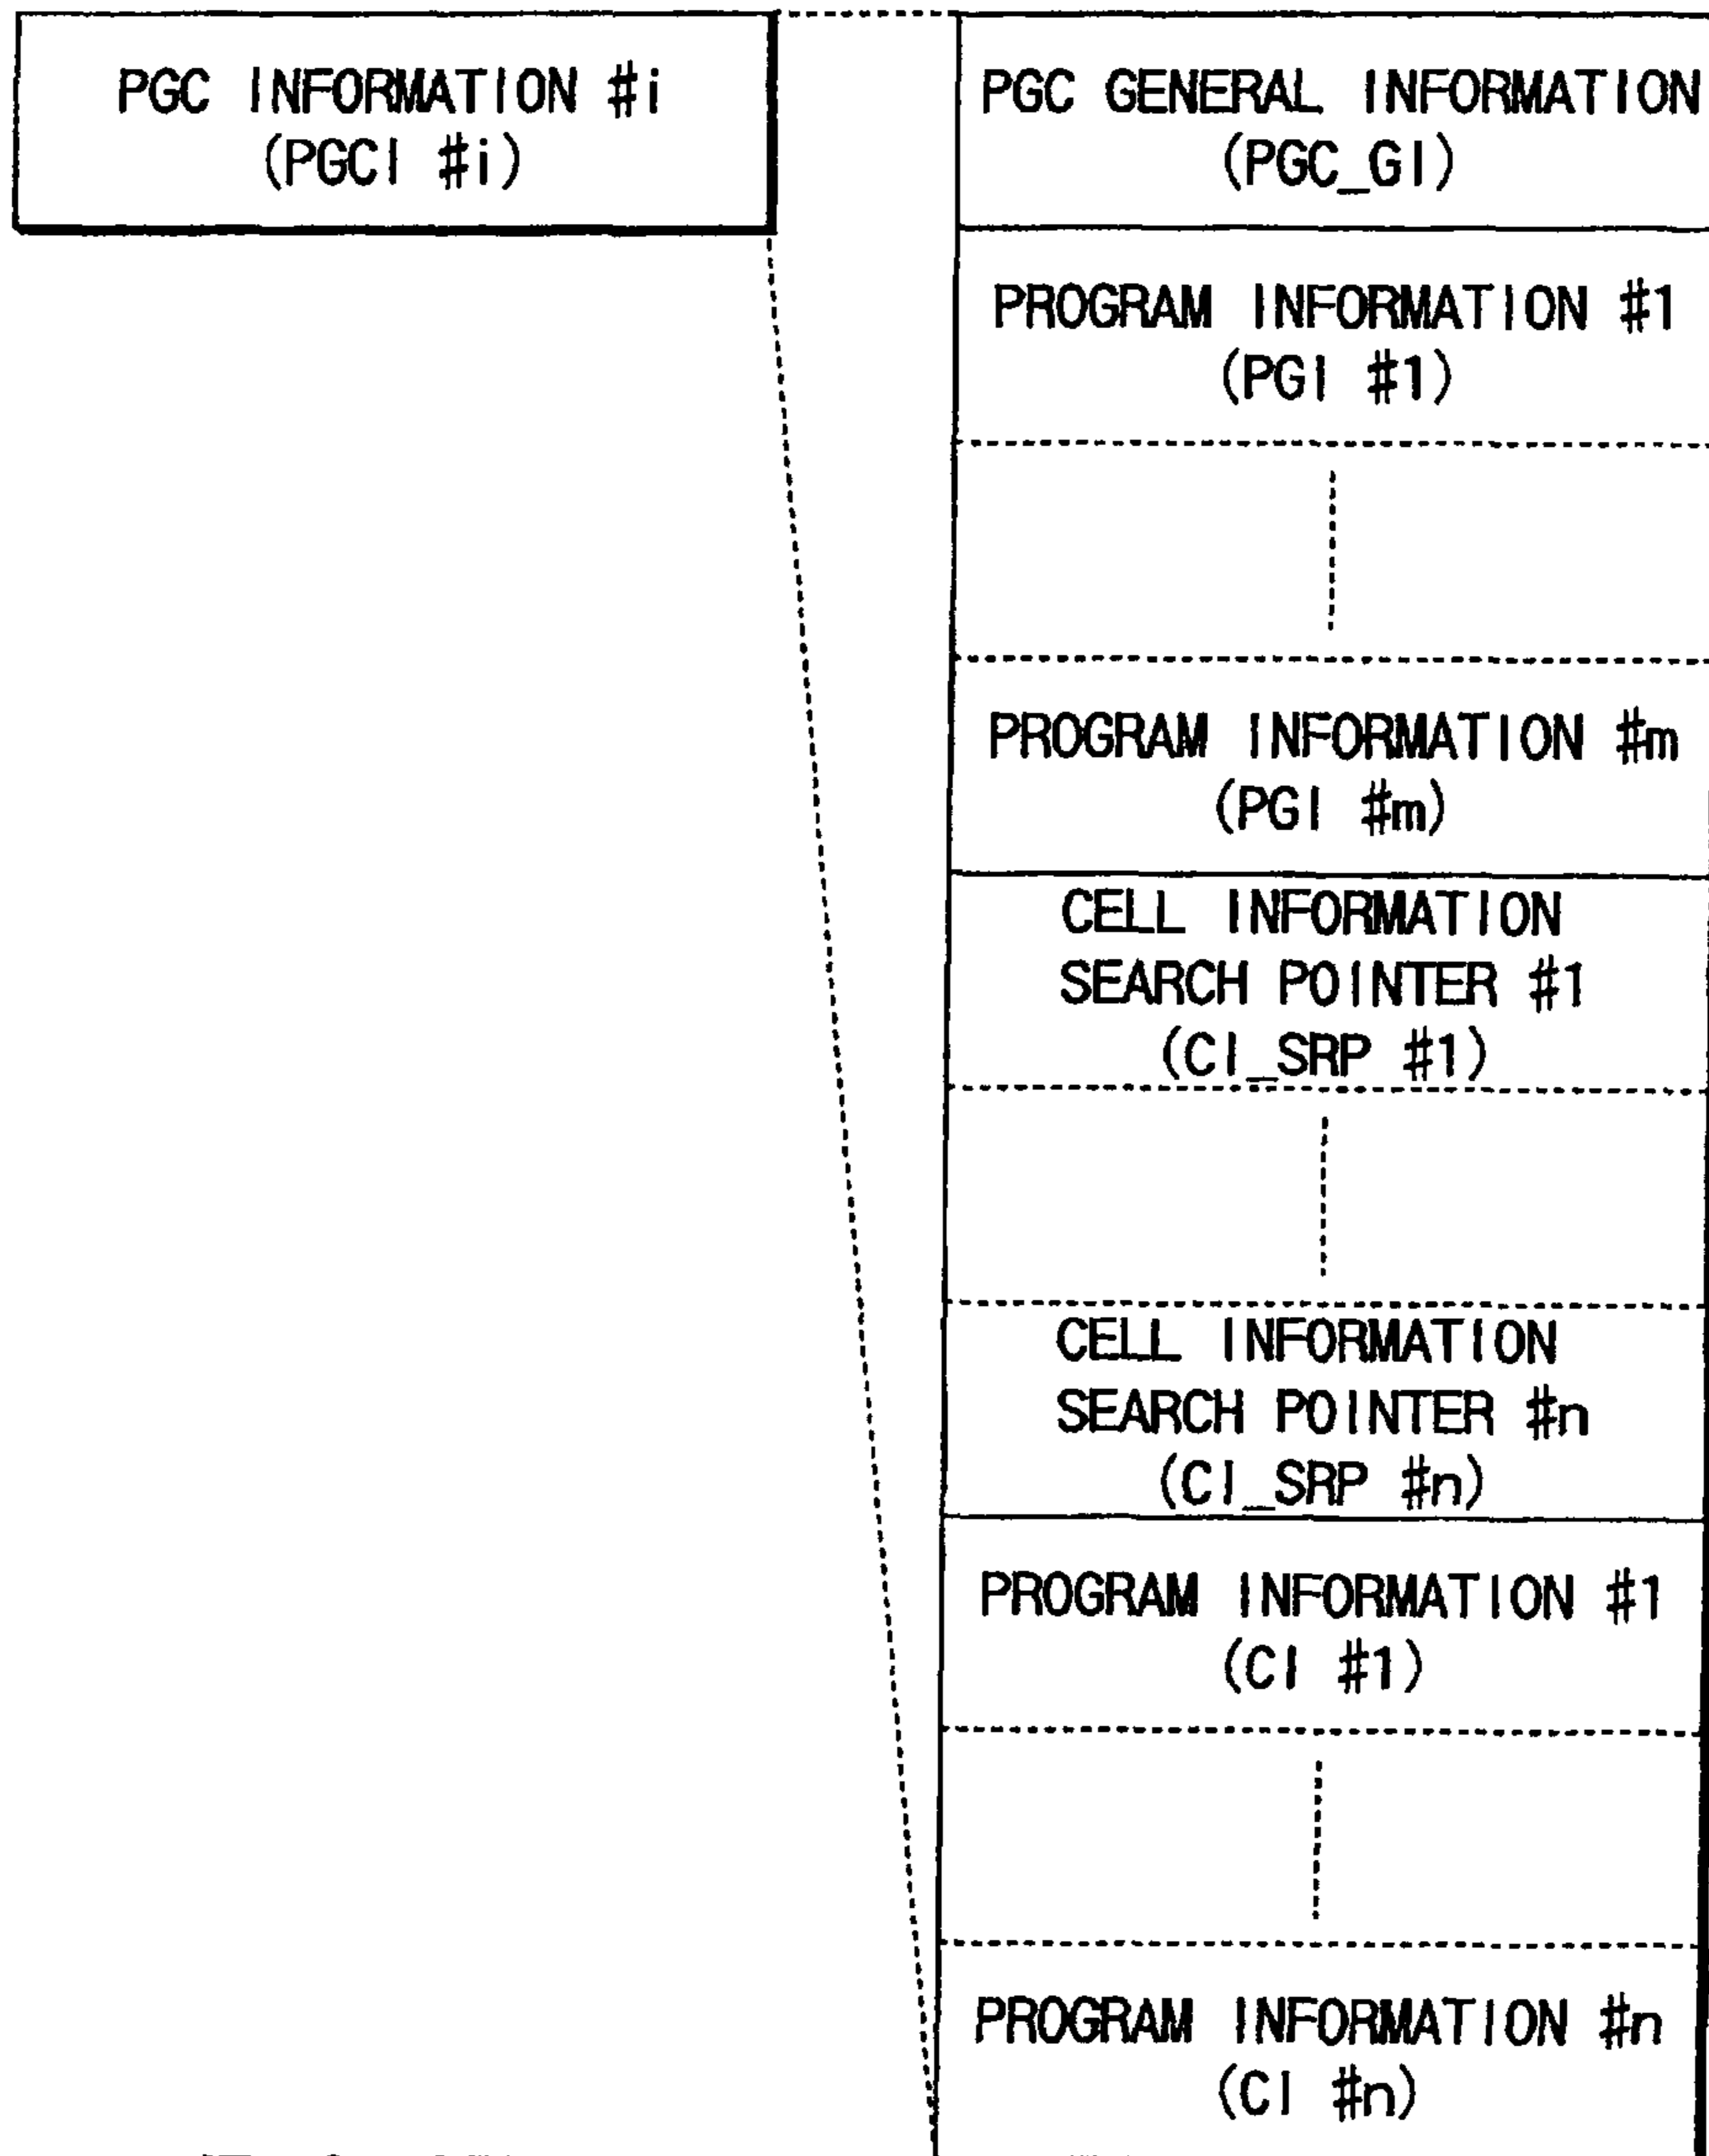 PGC INFORMATION #i
(PGCI #i)
PGC GENERAL INFORMATION
(PGC_GI)
PROGRAM INFORMATION #1
(PGI #1)
PROGRAM INFORMATION #m
(PGI #m)
CELL INFORMATION
SEARCH POINTER #1
(CI_SRP #1)
CELL INFORMATION
SEARCH POINTER #n
(CI_SRP #n)
PROGRAM INFORMATION #1
(CI #1)
PROGRAM INFORMATION #n
(CI #n)